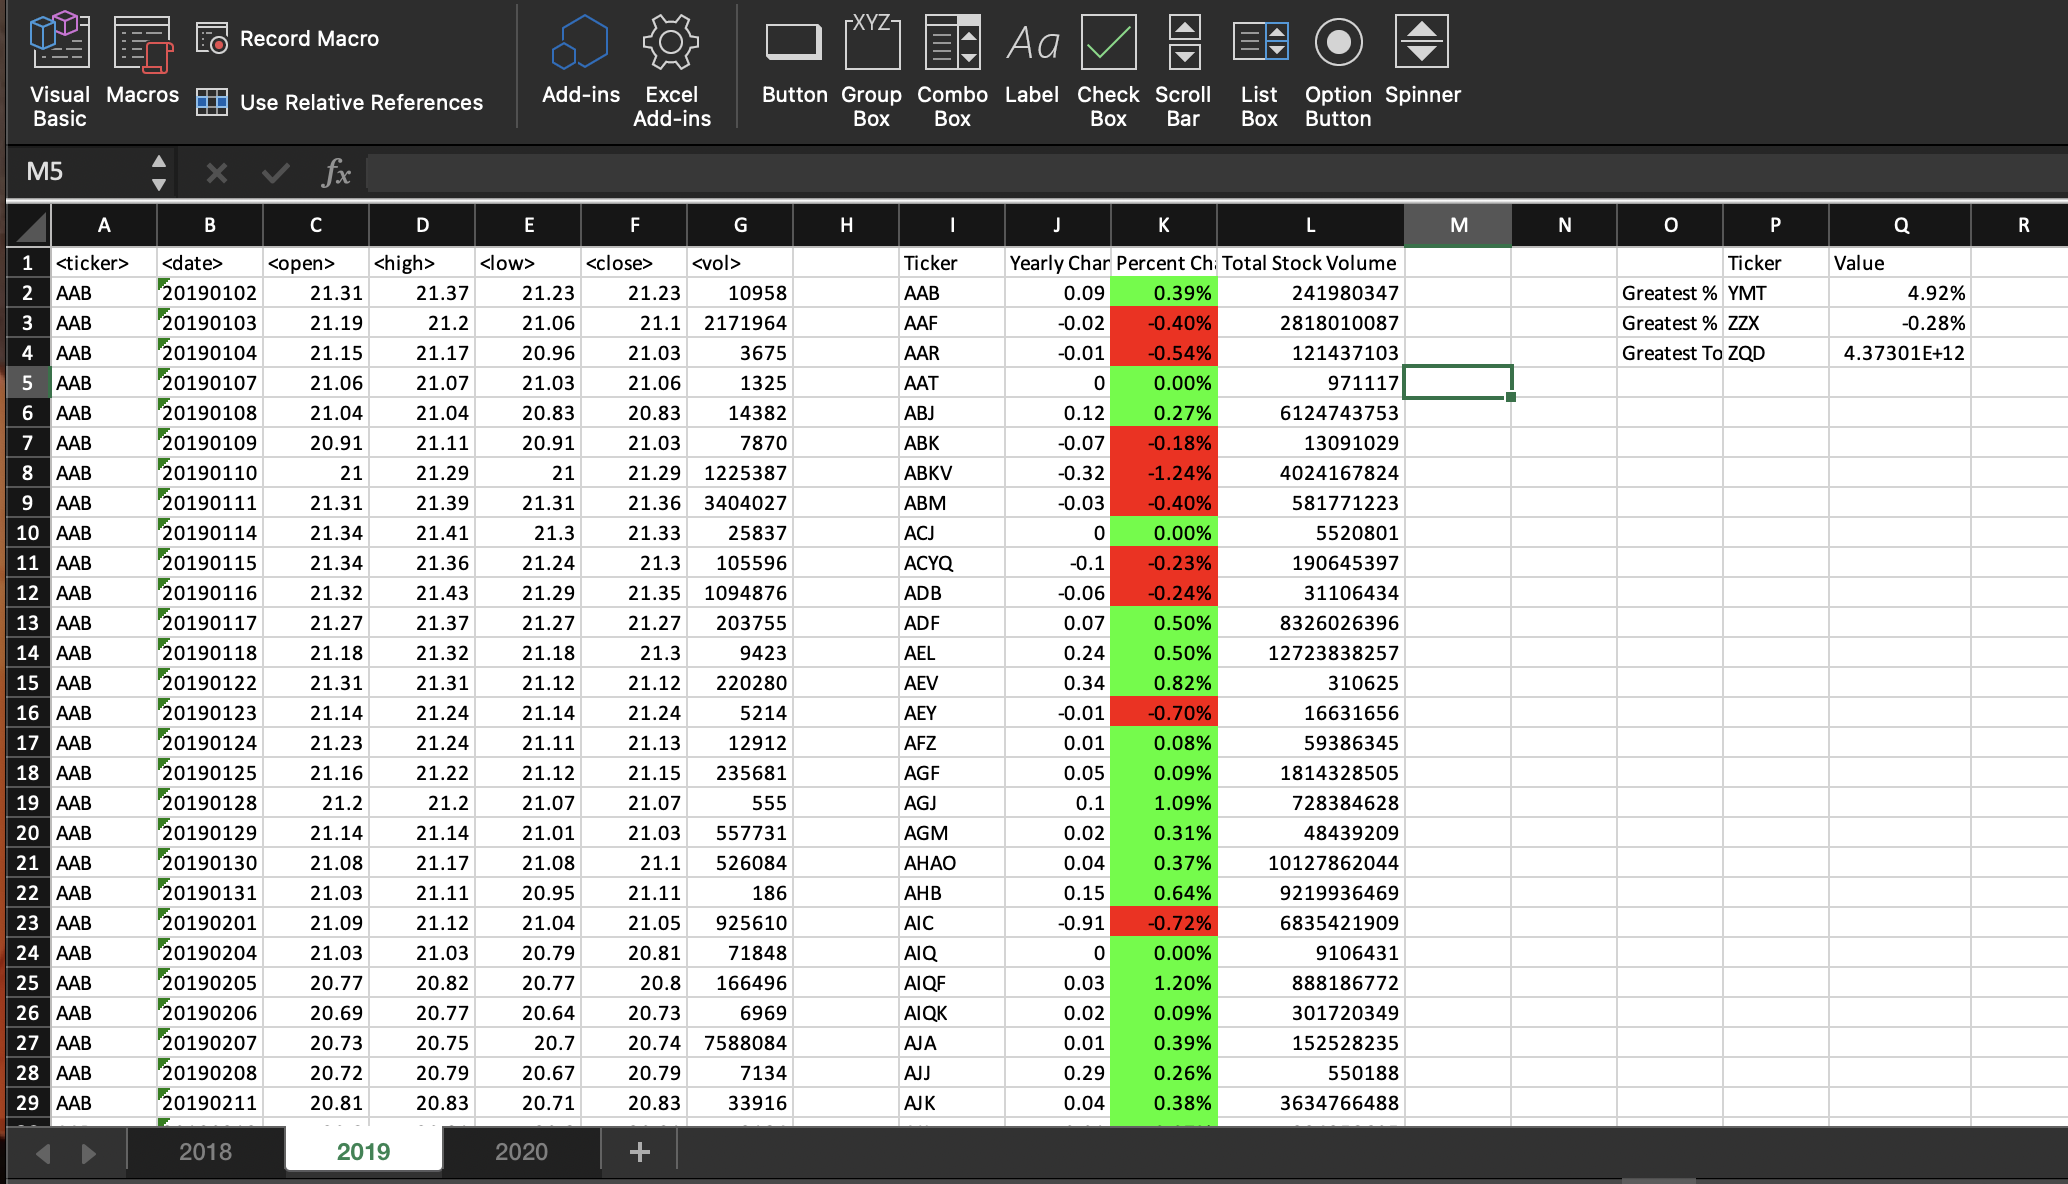 Record Macro
Use Relative References
Visual Basic
Macros
Add-ins
Excel Add-ins
Button
XYZ
Group Box
Combo Box
Aa
Label
Check Box
Scroll Bar
List Box
Option Button
Spinner
M5 fx
A B C D E F G H I J K L M N O P Q R
1 <ticker> <date> <open> <high> <low> <close> <vol> Ticker Yearly Char Percent Ch Total Stock Volume Ticker Value
2 AAB 20190102 21.31 21.37 21.23 21.23 10958 AAB 0.09 0.39% 241980347 Greatest % YMT 4.92%
3 AAB 20190103 21.19 21.2 21.06 21.1 2171964 AAF -0.02 -0.40% 2818010087 Greatest % ZZX -0.28%
4 AAB 20190104 21.15 21.17 20.96 21.03 3675 AAR -0.01 -0.54% 121437103 Greatest To ZQD 4.37301E+12
5 AAB 20190107 21.06 21.07 21.03 21.06 1325 AAT 0 0.00% 971117
6 AAB 20190108 21.04 21.04 20.83 20.83 14382 ABJ 0.12 0.27% 6124743753
7 AAB 20190109 20.91 21.11 20.91 21.03 7870 ABK -0.07 -0.18% 13091029
8 AAB 20190110 21 21.29 21 21.29 1225387 ABKV -0.32 -1.24% 4024167824
9 AAB 20190111 21.31 21.39 21.31 21.36 3404027 ABM -0.03 -0.40% 581771223
10 AAB 20190114 21.34 21.41 21.3 21.33 25837 ACJ 0 0.00% 5520801
11 AAB 20190115 21.34 21.36 21.24 21.3 105596 ACYQ -0.1 -0.23% 190645397
12 AAB 20190116 21.32 21.43 21.29 21.35 1094876 ADB -0.06 -0.24% 31106434
13 AAB 20190117 21.27 21.37 21.27 21.27 203755 ADF 0.07 0.50% 8326026396
14 AAB 20190118 21.18 21.32 21.18 21.3 9423 AEL 0.24 0.50% 12723838257
15 AAB 20190122 21.31 21.31 21.12 21.12 220280 AEV 0.34 0.82% 310625
16 AAB 20190123 21.14 21.24 21.14 21.24 5214 AEY -0.01 -0.70% 16631656
17 AAB 20190124 21.23 21.24 21.11 21.13 12912 AFZ 0.01 0.08% 59386345
18 AAB 20190125 21.16 21.22 21.12 21.15 235681 AGF 0.05 0.09% 1814328505
19 AAB 20190128 21.2 21.2 21.07 21.07 555 AGJ 0.1 1.09% 728384628
20 AAB 20190129 21.14 21.14 21.01 21.03 557731 AGM 0.02 0.31% 48439209
21 AAB 20190130 21.08 21.17 21.08 21.1 526084 AHAO 0.04 0.37% 10127862044
22 AAB 20190131 21.03 21.11 20.95 21.11 186 AHB 0.15 0.64% 9219936469
23 AAB 20190201 21.09 21.12 21.04 21.05 925610 AIC -0.91 -0.72% 6835421909
24 AAB 20190204 21.03 21.03 20.79 20.81 71848 AIQ 0 0.00% 9106431
25 AAB 20190205 20.77 20.82 20.77 20.8 166496 AIQF 0.03 1.20% 888186772
26 AAB 20190206 20.69 20.77 20.64 20.73 6969 AIQK 0.02 0.09% 301720349
27 AAB 20190207 20.73 20.75 20.7 20.74 7588084 AJA 0.01 0.39% 152528235
28 AAB 20190208 20.72 20.79 20.67 20.79 7134 AJJ 0.29 0.26% 550188
29 AAB 20190211 20.81 20.83 20.71 20.83 33916 AJK 0.04 0.38% 3634766488
2018 2019 2020 +